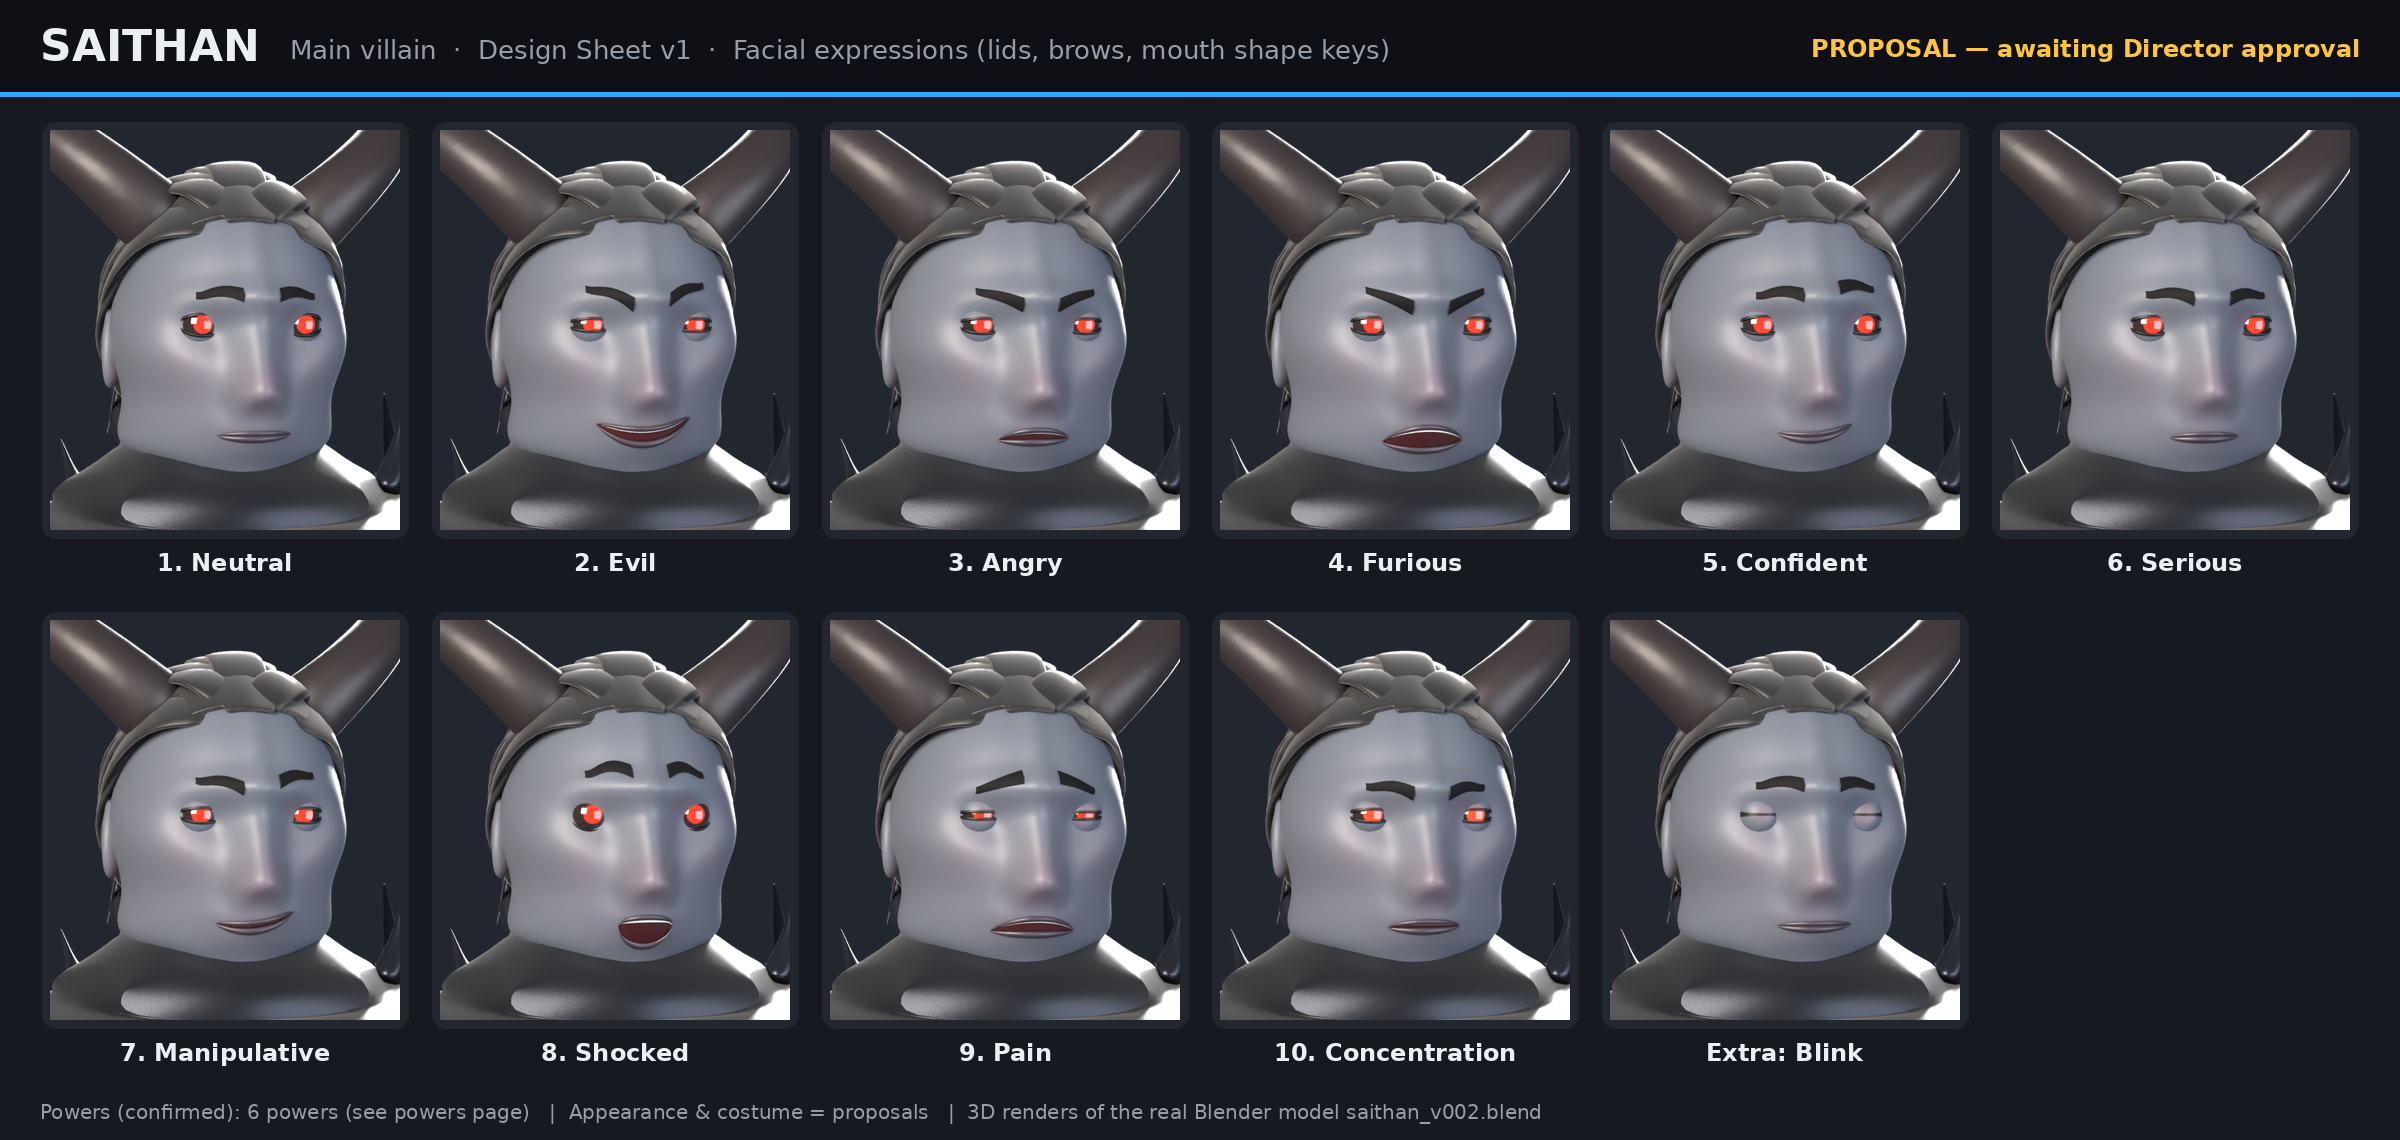 SAITHAN Main villain · Design Sheet v1 · Facial expressions (lids, brows, mouth shape keys) PROPOSAL — awaiting Director approval
1. Neutral 2. Evil 3. Angry 4. Furious 5. Confident 6. Serious
7. Manipulative 8. Shocked 9. Pain 10. Concentration Extra: Blink
Powers (confirmed): 6 powers (see powers page) | Appearance & costume = proposals | 3D renders of the real Blender model saithan_v002.blend